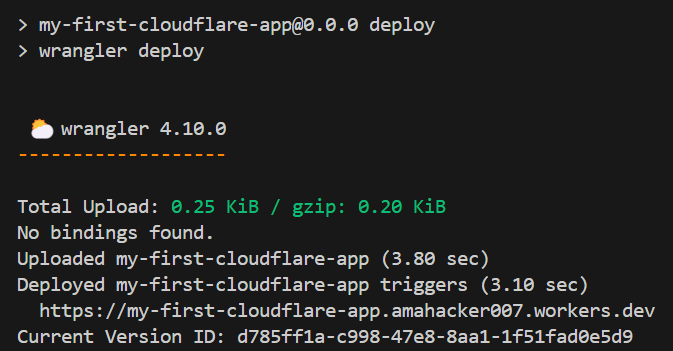 > my-first-cloudflare-app@0.0.0 deploy
> wrangler deploy
⛅ wrangler 4.10.0
-------------------
Total Upload: 0.25 KiB / gzip: 0.20 KiB
No bindings found.
Uploaded my-first-cloudflare-app (3.80 sec)
Deployed my-first-cloudflare-app triggers (3.10 sec)
https://my-first-cloudflare-app.amahacker007.workers.dev
Current Version ID: d785ff1a-c998-47e8-8aa1-1f51fad0e5d9